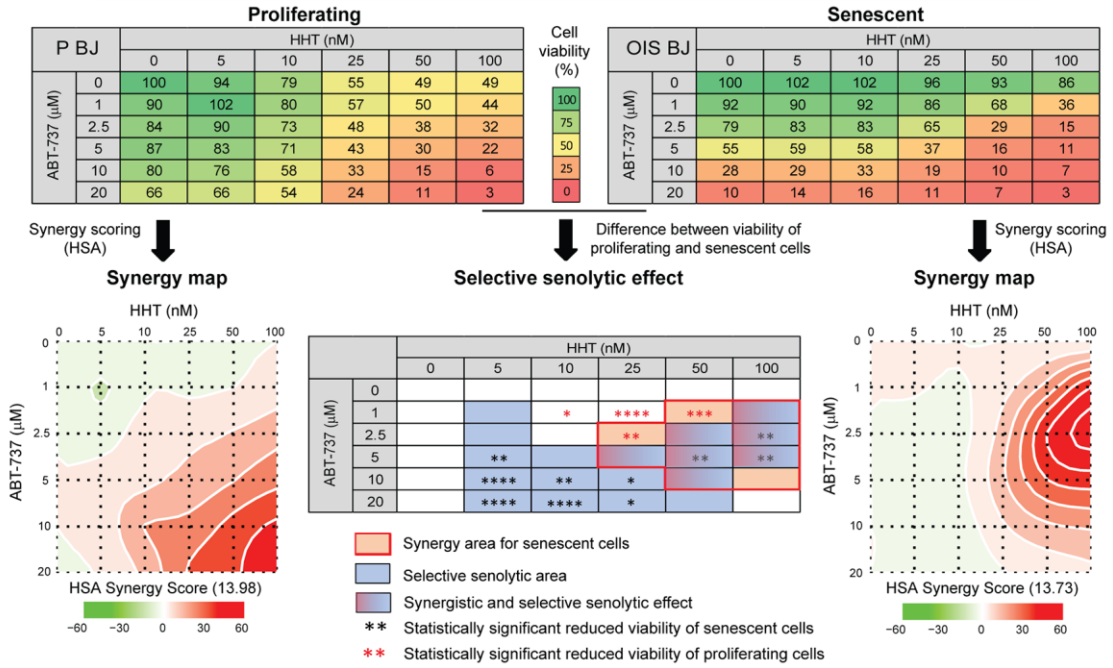 Proliferating
P BJ
HHT (nM)
0 5 10 25 50 100
ABT-737 (μM)
0 100 94 79 55 49 49
1 90 102 80 57 50 44
2.5 84 90 73 48 38 32
5 87 83 71 43 30 22
10 80 76 58 33 15 6
20 66 66 54 24 11 3
Cell
viability
(%)
100
75
50
25
0
Senescent
OIS BJ
HHT (nM)
0 5 10 25 50 100
ABT-737 (μM)
0 100 102 102 96 93 86
1 92 90 92 86 68 36
2.5 79 83 83 65 29 15
5 55 59 58 37 16 11
10 28 29 33 19 10 7
20 10 14 16 11 7 3
Synergy scoring
(HSA)
Difference between viability of
proliferating and senescent cells
Synergy scoring
(HSA)
Synergy map
HHT (nM)
0 5 10 25 50 100
ABT-737 (μM)
0
1
2.5
5
10
20
HSA Synergy Score (13.98)
−60 −30 0 30 60
Selective senolytic effect
HHT (nM)
0 5 10 25 50 100
ABT-737 (μM)
0
1 * **** ***
2.5 ** **
5 ** ** **
10 **** ** *
20 **** **** *
Synergy area for senescent cells
Selective senolytic area
Synergistic and selective senolytic effect
** Statistically significant reduced viability of senescent cells
** Statistically significant reduced viability of proliferating cells
Synergy map
HHT (nM)
0 5 10 25 50 100
ABT-737 (μM)
0
1
2.5
5
10
20
HSA Synergy Score (13.73)
−60 −30 0 30 60